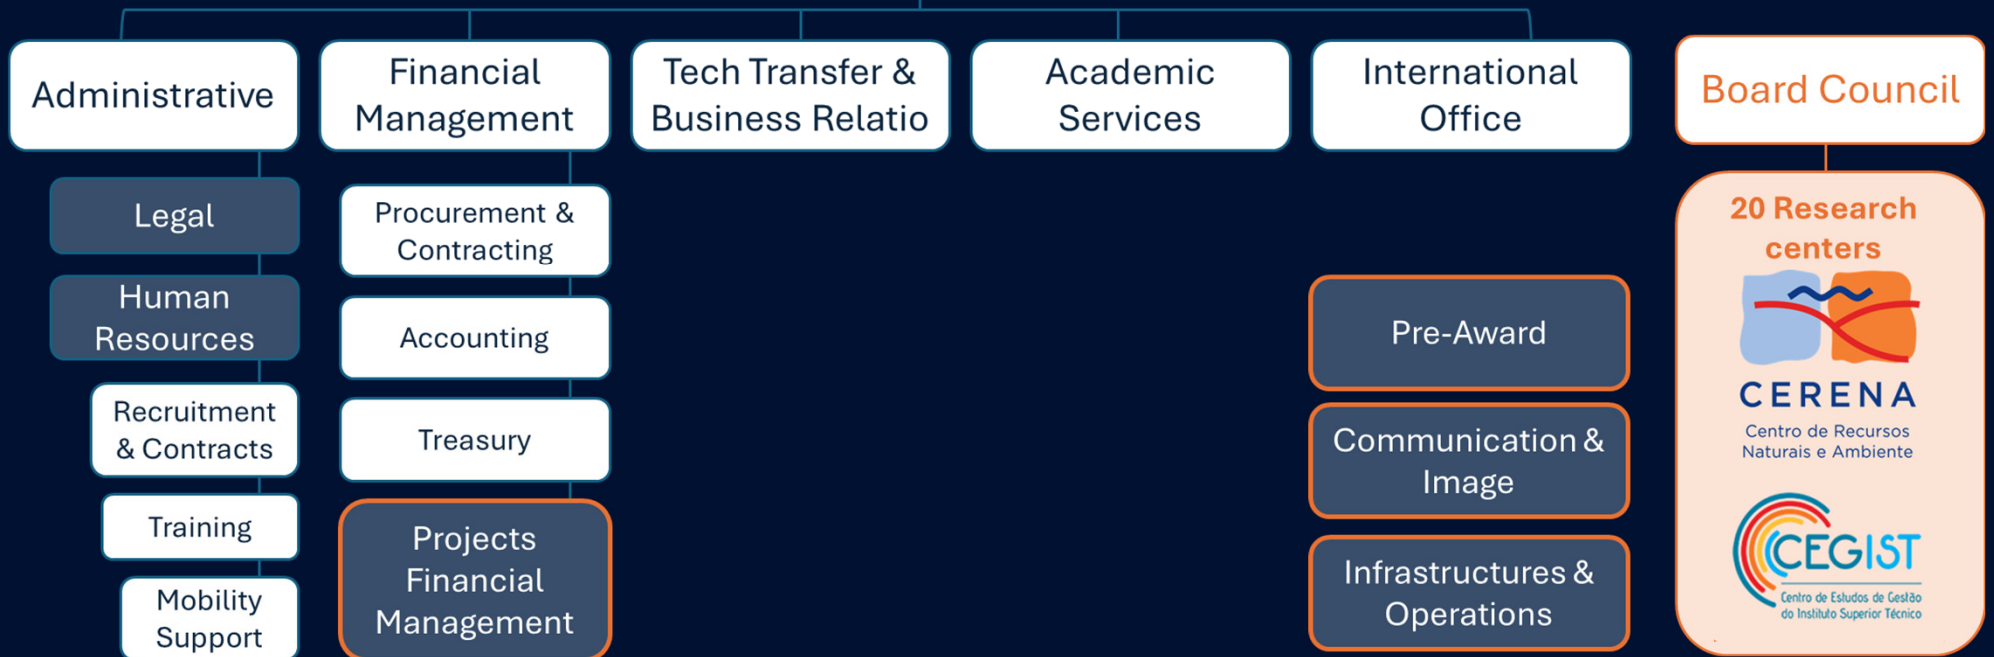 Administrative
Financial
Management
Tech Transfer &
Business Relatio
Academic
Services
International
Office
Board Council
Legal
Human
Resources
Recruitment
& Contracts
Training
Mobility
Support
Procurement &
Contracting
Accounting
Treasury
Projects
Financial
Management
Pre-Award
Communication &
Image
Infrastructures &
Operations
20 Research
centers
CERENA
Centro de Recursos
Naturais e Ambiente
CEGIST
Centro de Estudos de Gestão
do Instituto Superior Técnico